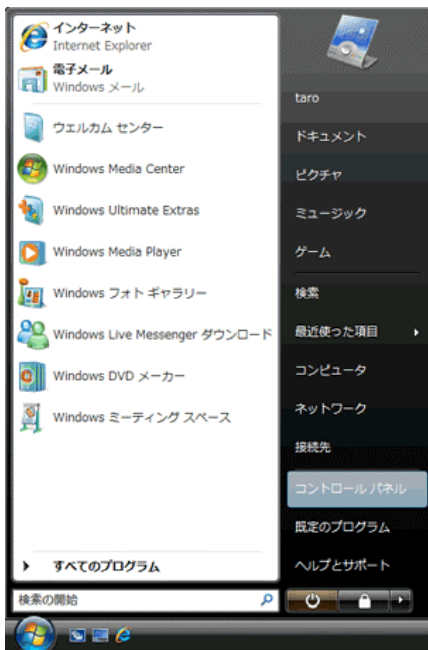 インターネット
Internet Explorer
電子メール
Windows メール
ウェルカム センター
Windows Media Center
Windows Ultimate Extras
Windows Media Player
Windows フォト ギャラリー
Windows Live Messenger ダウンロード
Windows DVD メーカー
Windows ミーティング スペース
すべてのプログラム
検索の開始
taro
ドキュメント
ピクチャ
ミュージック
ゲーム
検索
最近使った項目
コンピュータ
ネットワーク
接続先
コントロール パネル
既定のプログラム
ヘルプとサポート